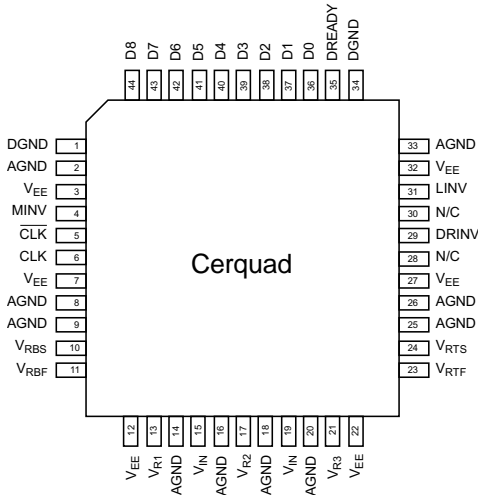 D8 D7 D6 D5 D4 D3 D2 D1 D0 DREADY DGND
44 43 42 41 40 39 38 37 36 35 34
DGND 1
AGND 2
VEE 3
MINV 4
CLK 5
CLK 6
VEE 7
AGND 8
AGND 9
VRBS 10
VRBF 11
Cerquad
33 AGND
32 VEE
31 LINV
30 N/C
29 DRINV
28 N/C
27 VEE
26 AGND
25 AGND
24 VRTS
23 VRTF
12 13 14 15 16 17 18 19 20 21 22
VEE VR1 AGND VIN AGND VR2 AGND VIN AGND VR3 VEE